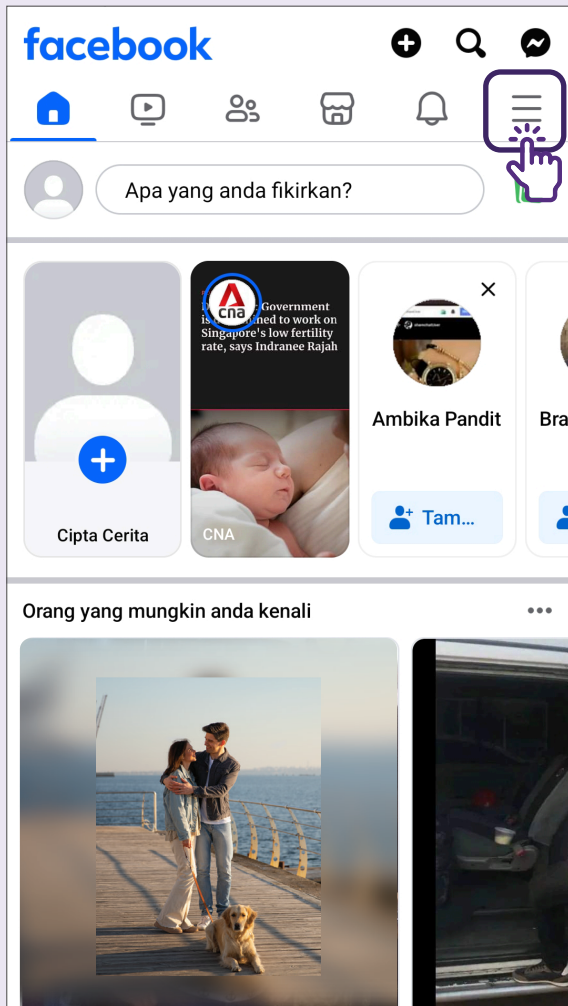 facebook
Apa yang anda fikirkan?
cna
Government
to work on
Singapore's low fertility
rate, says Indranee Rajah
Ambika Pandit
Bra
Tam...
Cipta Cerita
CNA
Orang yang mungkin anda kenali